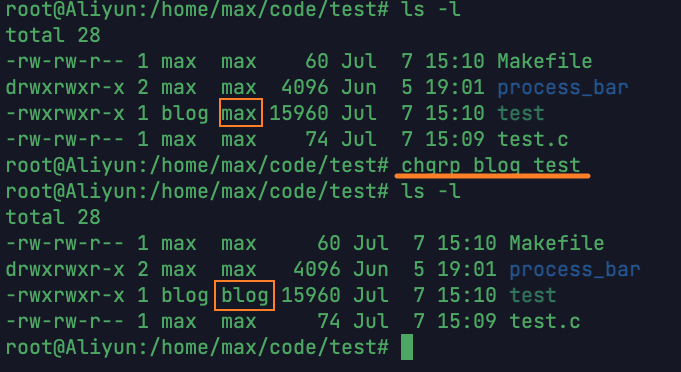 root@Aliyun:/home/max/code/test# ls -l
total 28
-rw-rw-r-- 1 max  max     60 Jul  7 15:10 Makefile
drwxrwxr-x 2 max  max   4096 Jun  5 19:01 process_bar
-rwxrwxr-x 1 blog max  15960 Jul  7 15:10 test
-rw-rw-r-- 1 max  max     74 Jul  7 15:09 test.c
root@Aliyun:/home/max/code/test# chgrp blog test
root@Aliyun:/home/max/code/test# ls -l
total 28
-rw-rw-r-- 1 max  max     60 Jul  7 15:10 Makefile
drwxrwxr-x 2 max  max   4096 Jun  5 19:01 process_bar
-rwxrwxr-x 1 blog blog 15960 Jul  7 15:10 test
-rw-rw-r-- 1 max  max     74 Jul  7 15:09 test.c
root@Aliyun:/home/max/code/test#